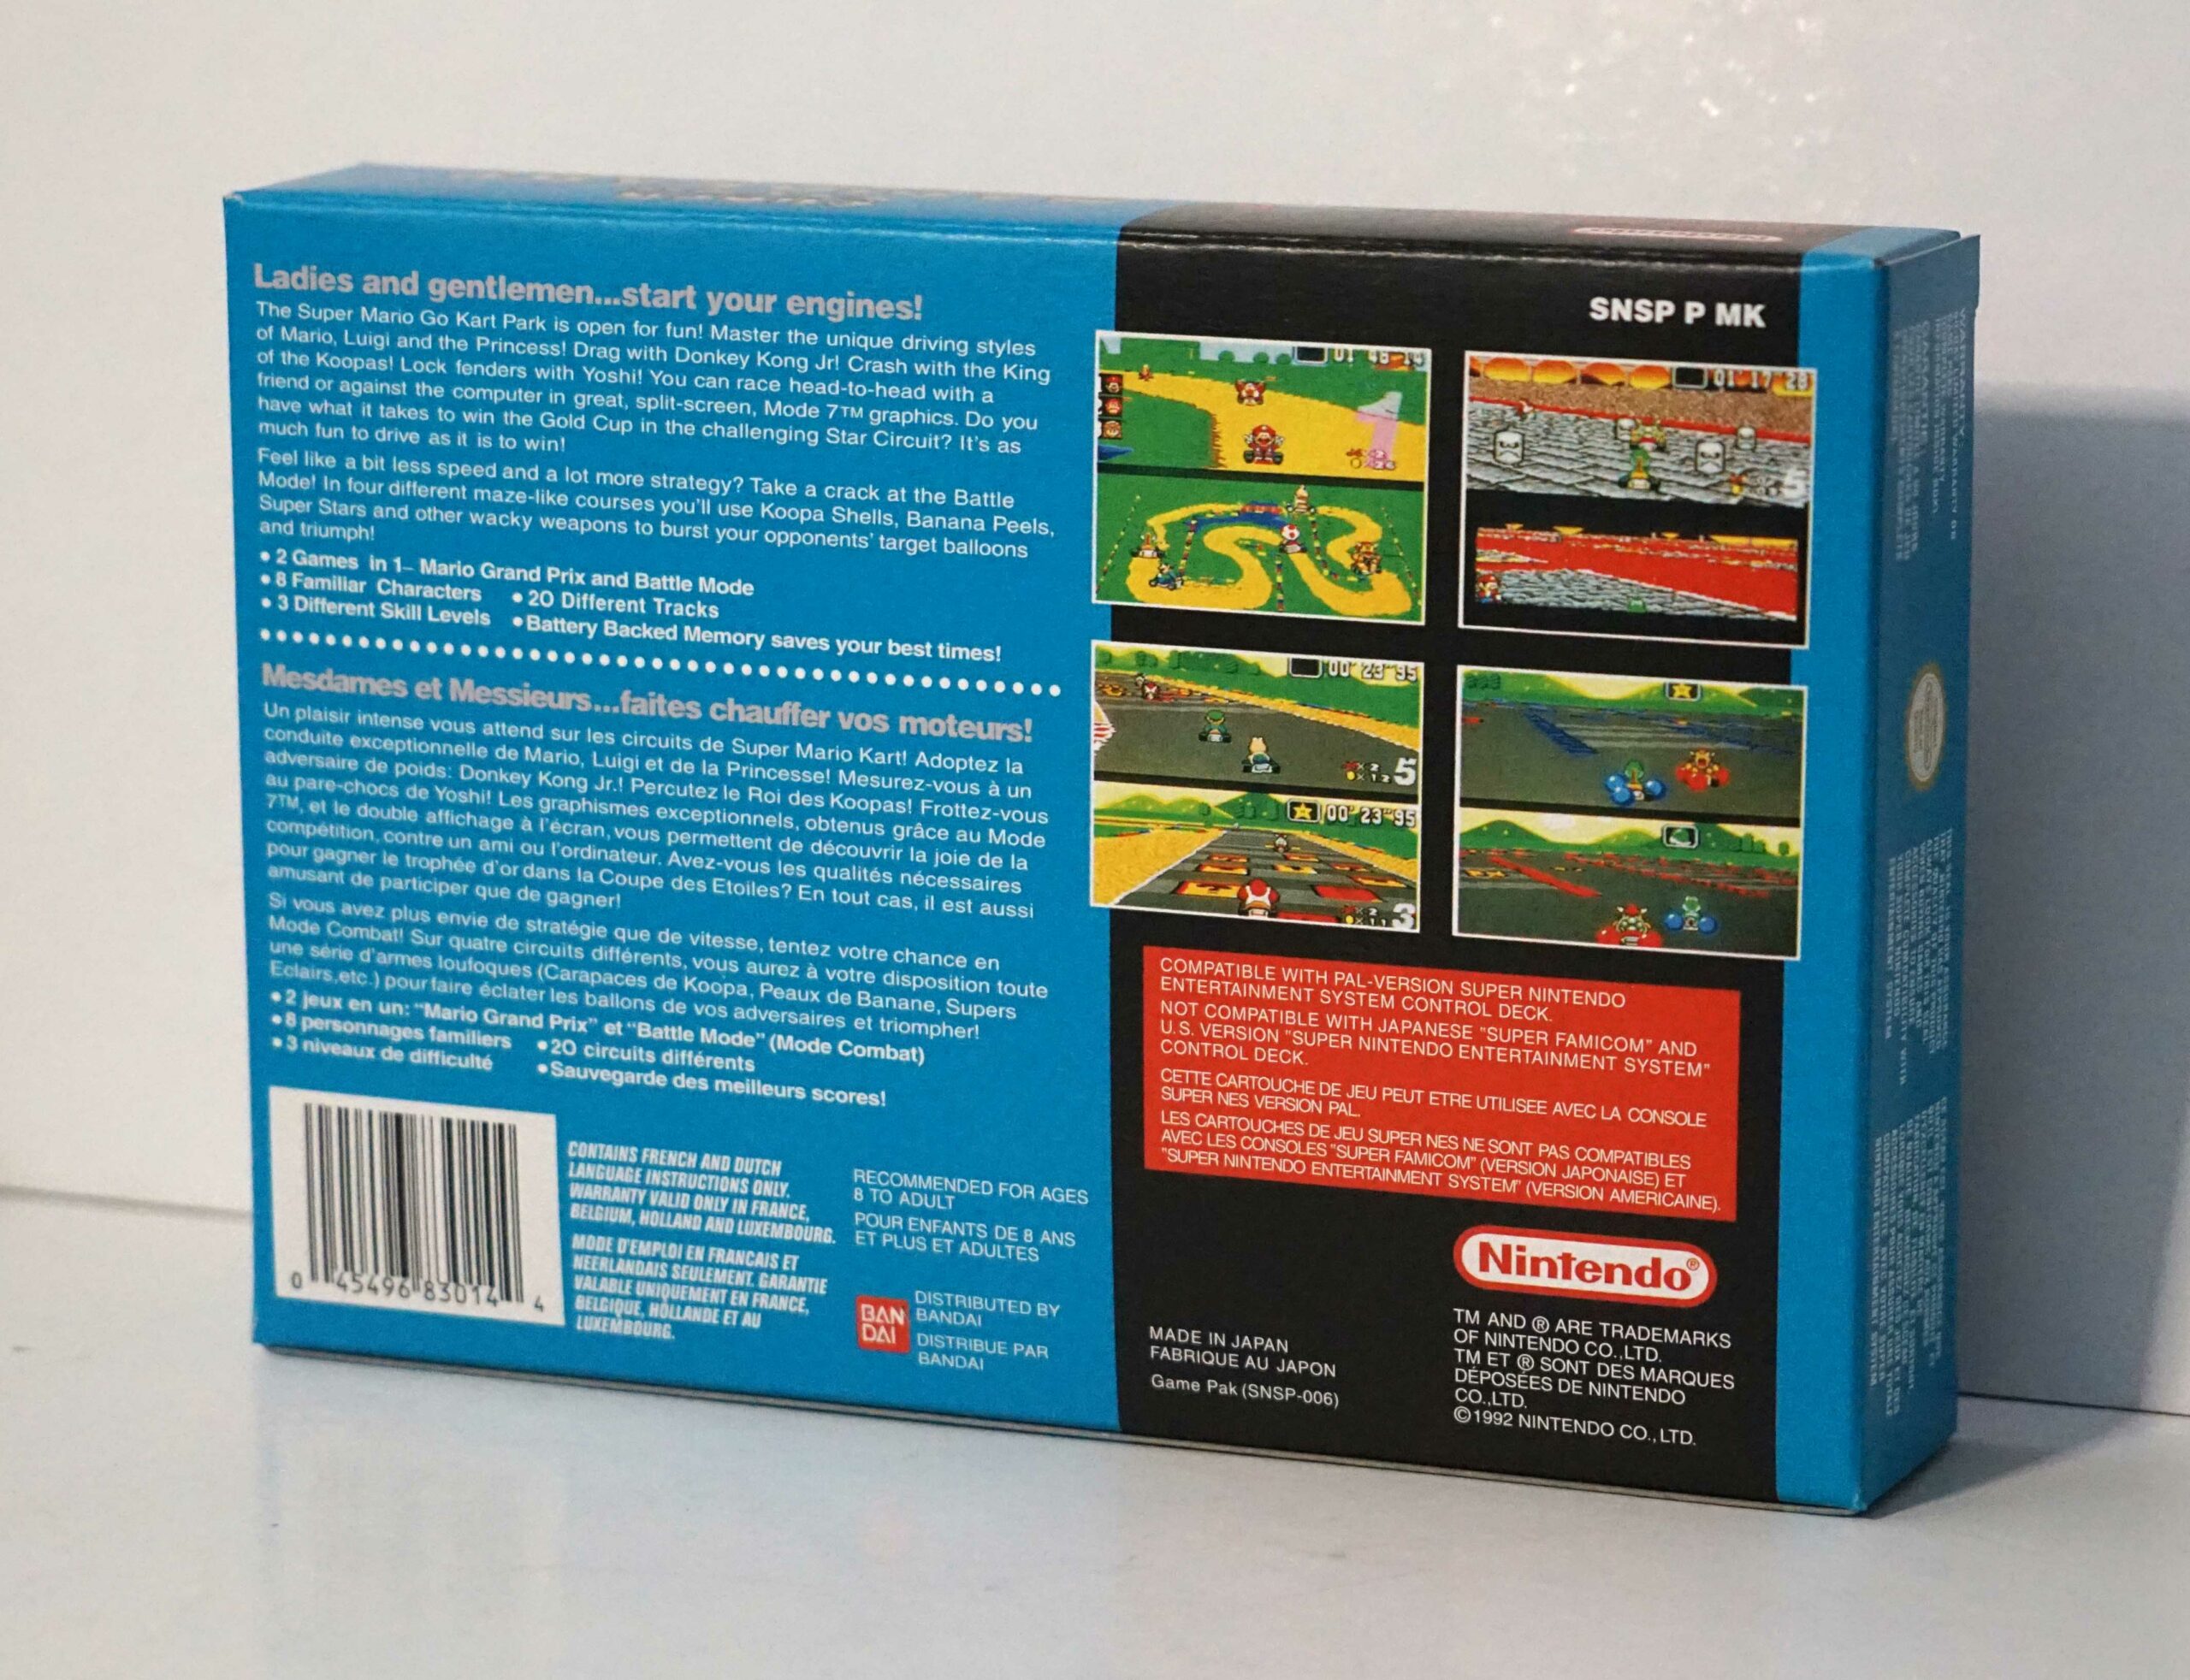 Ladies and gentlemen...start your engines!
The Super Mario Go Kart Park is open for fun! Master the unique driving styles
of Mario, Luigi and the Princess! Drag with Donkey Kong Jr! Crash with the King
of the Koopas! Lock fenders with Yoshi! You can race head-to-head with a
friend or against the computer in great, split-screen, Mode 7™ graphics. Do you
have what it takes to win the Gold Cup in the challenging Star Circuit? It's as
much fun to drive as it is to win!
Feel like a bit less speed and a lot more strategy? Take a crack at the Battle
Mode! In four different maze-like courses you'll use Koopa Shells, Banana Peels,
Super Stars and other wacky weapons to burst your opponents' target balloons
and triumph!
• 2 Games in 1– Mario Grand Prix and Battle Mode
• 8 Familiar Characters • 20 Different Tracks
• 3 Different Skill Levels • Battery Backed Memory saves your best times!
Mesdames et Messieurs...faites chauffer vos moteurs!
Un plaisir intense vous attend sur les circuits de Super Mario Kart! Adoptez la
conduite exceptionnelle de Mario, Luigi et de la Princesse! Mesurez-vous à un
adversaire de poids: Donkey Kong Jr.! Percutez le Roi des Koopas! Frottez-vous
au pare-chocs de Yoshi! Les graphismes exceptionnels, obtenus grâce au Mode
7™, et le double affichage à l'écran, vous permettent de découvrir la joie de la
compétition, contre un ami ou l'ordinateur. Avez-vous les qualités nécessaires
pour gagner le trophée d'or dans la Coupe des Etoiles? En tout cas, il est aussi
amusant de participer que de gagner!
Si vous avez plus envie de stratégie que de vitesse, tentez votre chance en
Mode Combat! Sur quatre circuits différents, vous aurez à votre disposition toute
une série d'armes loufoques (Carapaces de Koopa, Peaux de Banane, Supers
Eclairs,etc.) pour faire éclater les ballons de vos adversaires et triompher!
• 2 jeux en un: "Mario Grand Prix" et "Battle Mode" (Mode Combat)
• 8 personnages familiers • 20 circuits différents
• 3 niveaux de difficulté • Sauvegarde des meilleurs scores!
0 45496 83014 4
CONTAINS FRENCH AND DUTCH
LANGUAGE INSTRUCTIONS ONLY.
WARRANTY VALID ONLY IN FRANCE,
BELGIUM, HOLLAND AND LUXEMBOURG.
MODE D'EMPLOI EN FRANCAIS ET
NEERLANDAIS SEULEMENT. GARANTIE
VALABLE UNIQUEMENT EN FRANCE,
BELGIQUE, HOLLANDE ET AU
LUXEMBOURG.
RECOMMENDED FOR AGES
8 TO ADULT
POUR ENFANTS DE 8 ANS
ET PLUS ET ADULTES
BAN
DAI
DISTRIBUTED BY
BANDAI
DISTRIBUE PAR
BANDAI
SNSP P MK
01 17 28
5
00'23"95
5
00'23"95
3
COMPATIBLE WITH PAL-VERSION SUPER NINTENDO
ENTERTAINMENT SYSTEM CONTROL DECK.
NOT COMPATIBLE WITH JAPANESE "SUPER FAMICOM" AND
U.S. VERSION "SUPER NINTENDO ENTERTAINMENT SYSTEM"
CONTROL DECK.
CETTE CARTOUCHE DE JEU PEUT ETRE UTILISEE AVEC LA CONSOLE
SUPER NES VERSION PAL.
LES CARTOUCHES DE JEU SUPER NES NE SONT PAS COMPATIBLES
AVEC LES CONSOLES "SUPER FAMICOM" (VERSION JAPONAISE) ET
"SUPER NINTENDO ENTERTAINMENT SYSTEM" (VERSION AMERICAINE).
Nintendo®
MADE IN JAPAN
FABRIQUE AU JAPON
Game Pak (SNSP-006)
TM AND ® ARE TRADEMARKS
OF NINTENDO CO.,LTD.
TM ET ® SONT DES MARQUES
DÉPOSÉES DE NINTENDO
CO.,LTD.
©1992 NINTENDO CO., LTD.